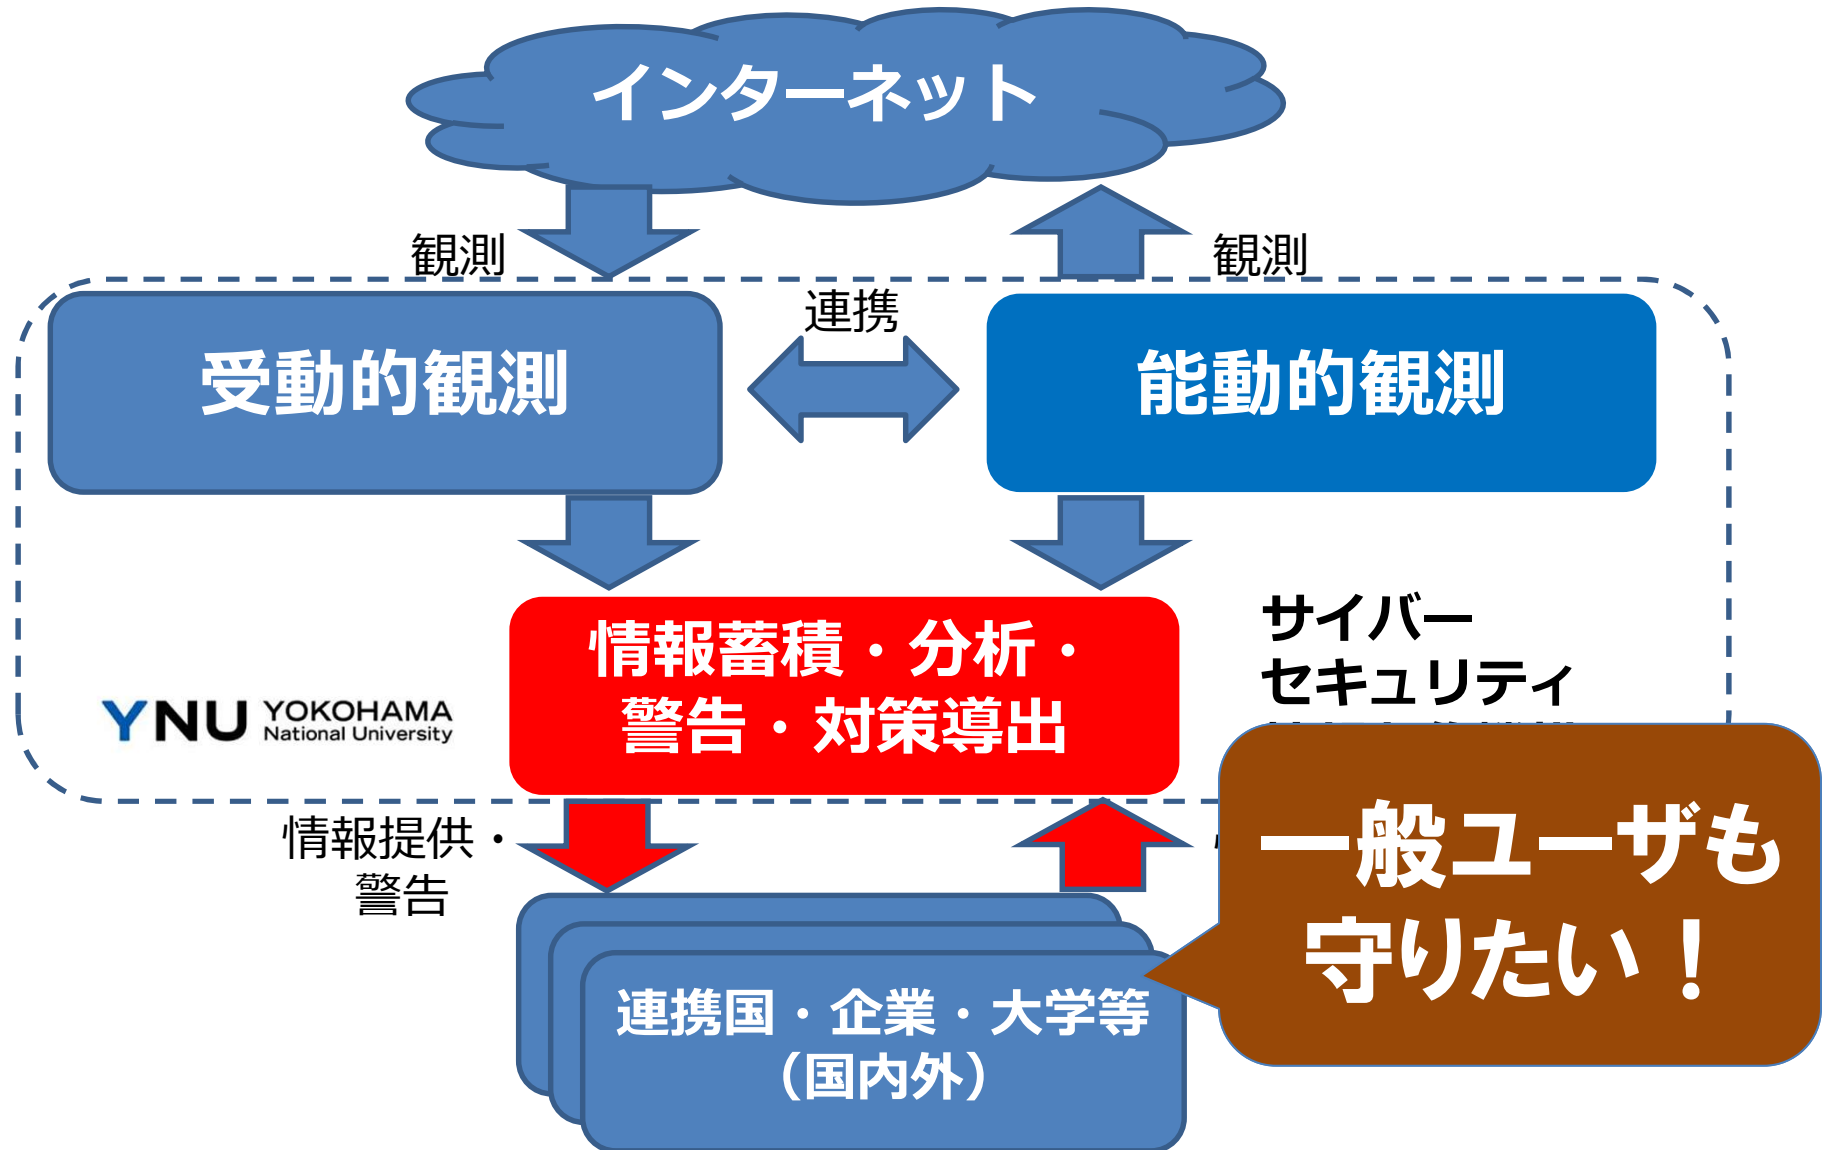 インターネット
観測
観測
連携
受動的観測
能動的観測
情報蓄積・分析・
警告・対策導出
サイバー
セキュリティ
YNU YOKOHAMA
National University
情報提供・
警告
一般ユーザも
守りたい！
連携国・企業・大学等
（国内外）